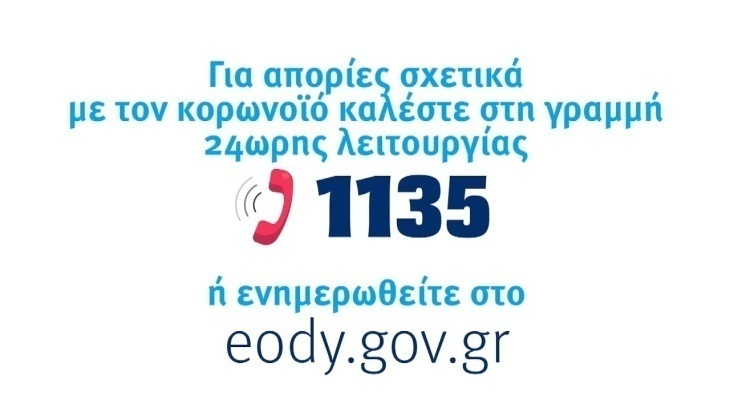 Για απορίες σχετικά
με τον κορωνοϊό καλέστε στη γραμμή
24ωρης λειτουργίας
1135
ή ενημερωθείτε στο
eody.gov.gr